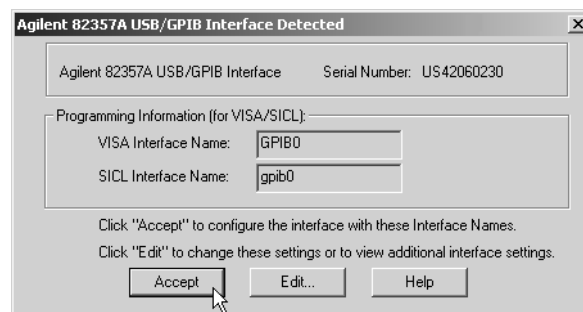 Agilent 82357A USB/GPIB Interface Detected
Agilent 82357A USB/GPIB Interface Serial Number: US42060230
Programming Information (for VISA/SICL):
VISA Interface Name: GPIB0
SICL Interface Name: gpib0
Click "Accept" to configure the interface with these Interface Names.
Click "Edit" to change these settings or to view additional interface settings.
Accept Edit... Help